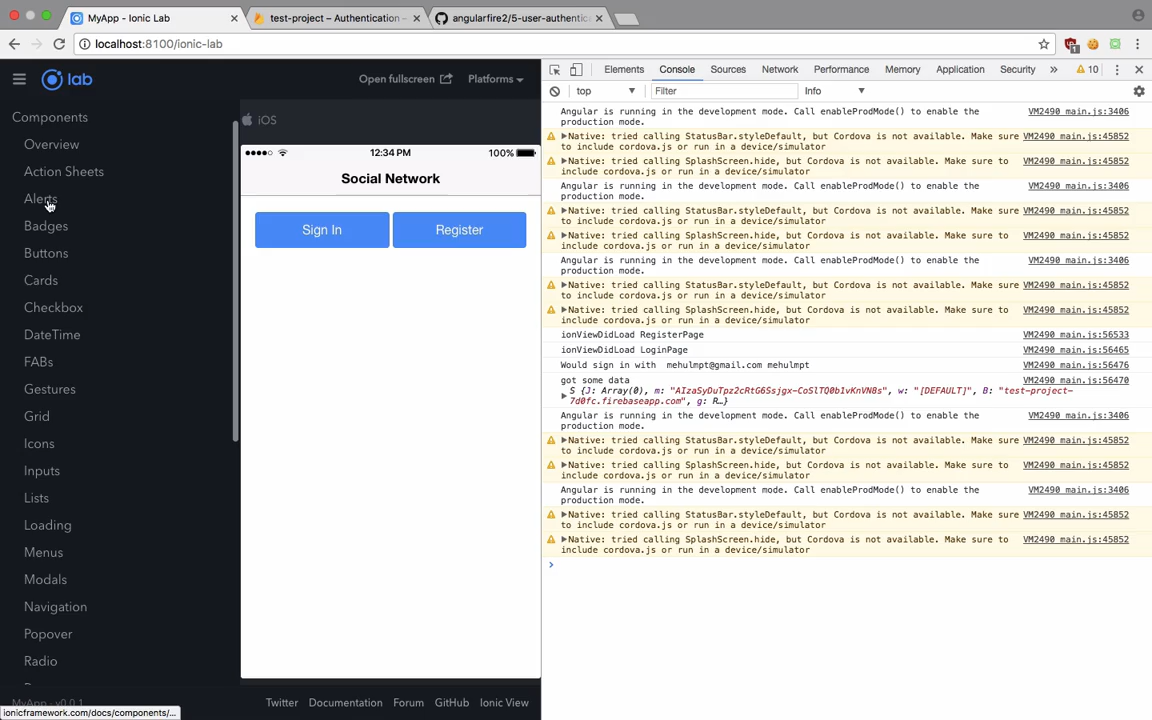 MyApp - Ionic Lab
test-project – Authentication -
angularfire2/5-user-authentic
localhost:8100/ionic-lab
1
lab
Open fullscreen
Platforms
Components
Overview
Action Sheets
Alerts
Badges
Buttons
Cards
Checkbox
DateTime
FABs
Gestures
Grid
Icons
Inputs
Lists
Loading
Menus
Modals
Navigation
Popover
Radio
MyApp - v0.0.1
ionicframework.com/docs/components/...
iOS
12:34 PM
100%
Social Network
Sign In
Register
Twitter
Documentation
Forum
GitHub
Ionic View
Elements
Console
Sources
Network
Performance
Memory
Application
Security
»
10
top
Filter
Info
Angular is running in the development mode. Call enableProdMode() to enable the VM2490 main.js:3406
production mode.
▶Native: tried calling StatusBar.styleDefault, but Cordova is not available. Make sure VM2490 main.js:45852
to include cordova.js or run in a device/simulator
▶Native: tried calling SplashScreen.hide, but Cordova is not available. Make sure to VM2490 main.js:45852
include cordova.js or run in a device/simulator
Angular is running in the development mode. Call enableProdMode() to enable the VM2490 main.js:3406
production mode.
▶Native: tried calling StatusBar.styleDefault, but Cordova is not available. Make sure VM2490 main.js:45852
to include cordova.js or run in a device/simulator
▶Native: tried calling SplashScreen.hide, but Cordova is not available. Make sure to VM2490 main.js:45852
include cordova.js or run in a device/simulator
Angular is running in the development mode. Call enableProdMode() to enable the VM2490 main.js:3406
production mode.
▶Native: tried calling StatusBar.styleDefault, but Cordova is not available. Make sure VM2490 main.js:45852
to include cordova.js or run in a device/simulator
▶Native: tried calling SplashScreen.hide, but Cordova is not available. Make sure to VM2490 main.js:45852
include cordova.js or run in a device/simulator
ionViewDidLoad RegisterPage VM2490 main.js:56533
ionViewDidLoad LoginPage VM2490 main.js:56465
Would sign in with mehulmpt@gmail.com mehulmpt VM2490 main.js:56476
got some data VM2490 main.js:56470
▶ S {J: Array(0), m: "AIzaSyDuTpz2cRtG6Ssjgx-CoSlTQ0b1vKnVN8s", w: "[DEFAULT]", B: "test-project-
7d0fc.firebaseapp.com", g: R…}
Angular is running in the development mode. Call enableProdMode() to enable the VM2490 main.js:3406
production mode.
▶Native: tried calling StatusBar.styleDefault, but Cordova is not available. Make sure VM2490 main.js:45852
to include cordova.js or run in a device/simulator
▶Native: tried calling SplashScreen.hide, but Cordova is not available. Make sure to VM2490 main.js:45852
include cordova.js or run in a device/simulator
Angular is running in the development mode. Call enableProdMode() to enable the VM2490 main.js:3406
production mode.
▶Native: tried calling StatusBar.styleDefault, but Cordova is not available. Make sure VM2490 main.js:45852
to include cordova.js or run in a device/simulator
▶Native: tried calling SplashScreen.hide, but Cordova is not available. Make sure to VM2490 main.js:45852
include cordova.js or run in a device/simulator